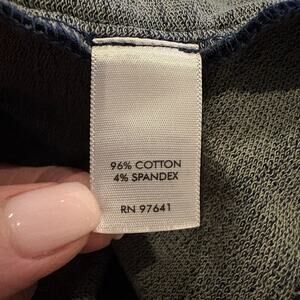 96% COTTON
4% SPANDEX
RN 97641